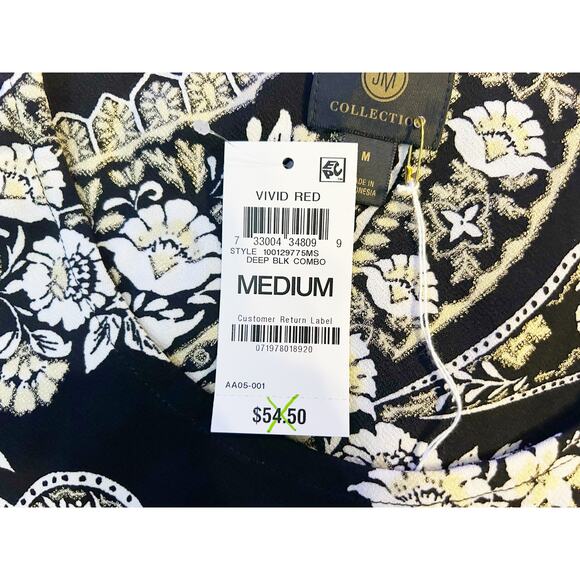 JM
COLLECTION
M
MADE IN
INDONESIA
EPC
VIVID RED
7 33004 34809 9
STYLE 100129775MS
DEEP BLK COMBO
MEDIUM
Customer Return Label
071978018920
AA05-001
$54.50